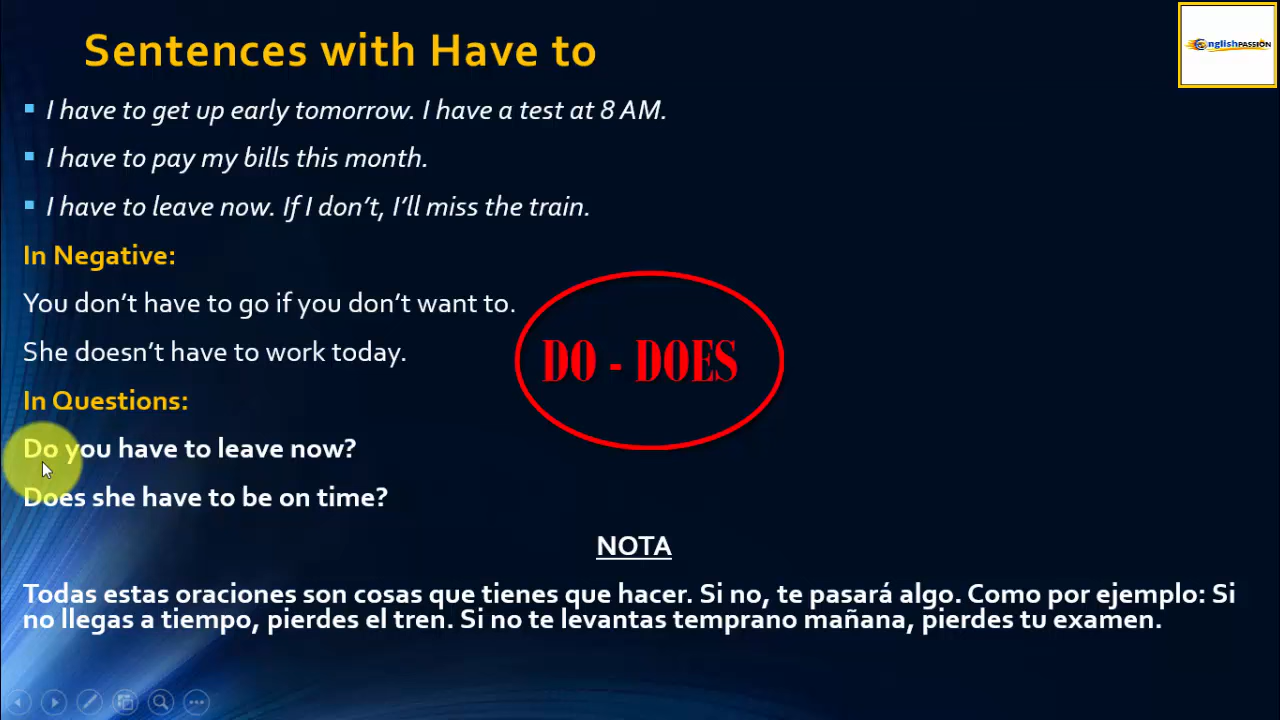 Sentences with Have to
EnglishPASSION
I have to get up early tomorrow. I have a test at 8 AM.
I have to pay my bills this month.
I have to leave now. If I don’t, I’ll miss the train.
In Negative:
You don’t have to go if you don’t want to.
She doesn’t have to work today.
DO - DOES
In Questions:
Do you have to leave now?
Does she have to be on time?
NOTA
Todas estas oraciones son cosas que tienes que hacer. Si no, te pasará algo. Como por ejemplo: Si
no llegas a tiempo, pierdes el tren. Si no te levantas temprano mañana, pierdes tu examen.